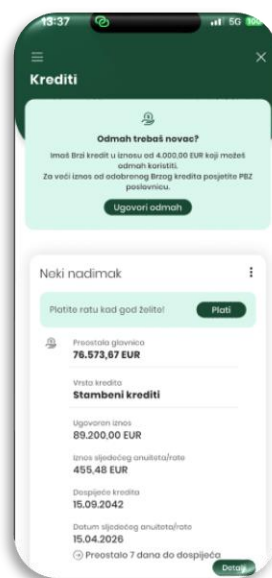 13:37
5G 100
Krediti
Odmah trebaš novac?
Imaš Brzi kredit u iznosu od 4.000,00 EUR koji možeš
odmah koristiti.
Za veći iznos od odobrenog Brzog kredita posjetite PBZ
poslovnicu.
Ugovori odmah
Neki nadimak
Platite ratu kad god želite!
Plati
Preostala glavnica
76.573,67 EUR
Vrsta kredita
Stambeni krediti
Ugovoren iznos
89.200,00 EUR
Iznos sljedećeg anuiteta/rate
455,48 EUR
Dospijeće kredita
15.09.2042
Datum sljedećeg anuiteta/rate
15.04.2026
Preostalo 7 dana do dospijeća
Detalji